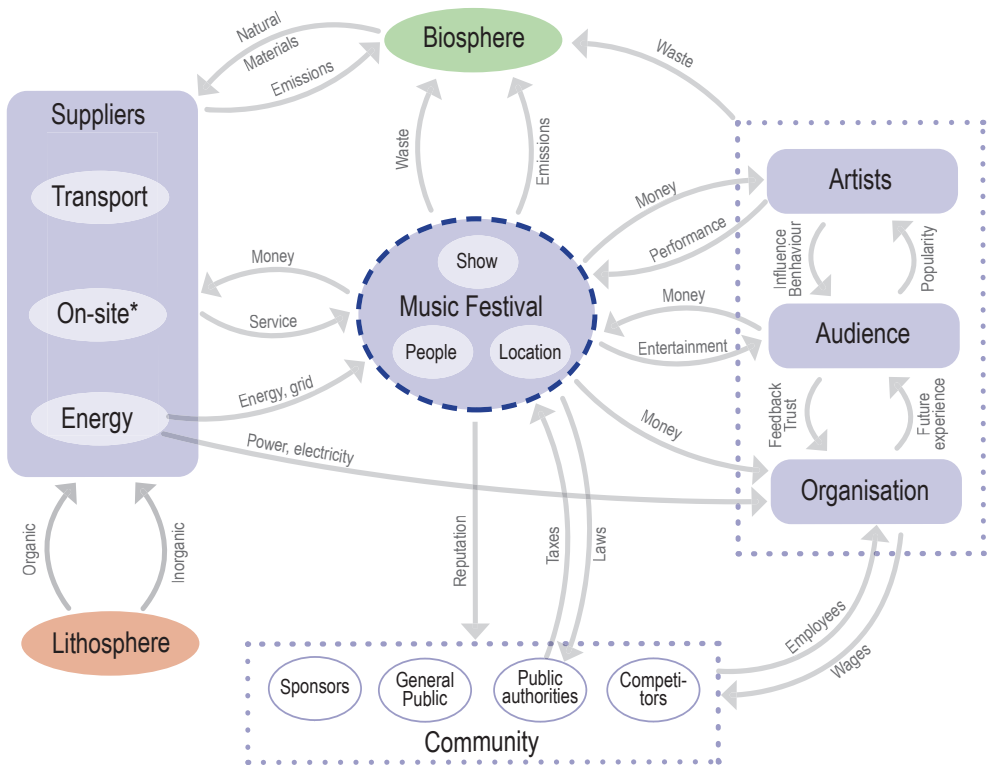 Biosphere
Natural
Materials
Emissions
Waste
Suppliers
Transport
On-site*
Energy
Waste
Emissions
Money
Performance
Artists
Influence
Benhaviour
Popularity
Show
Music Festival
People
Location
Money
Service
Money
Entertainment
Audience
Energy, grid
Power, electricity
Money
Feedback
Trust
Future
experience
Organisation
Organic
Inorganic
Lithosphere
Reputation
Taxes
Laws
Employees
Wages
Sponsors
General
Public
Public
authorities
Competi-
tors
Community